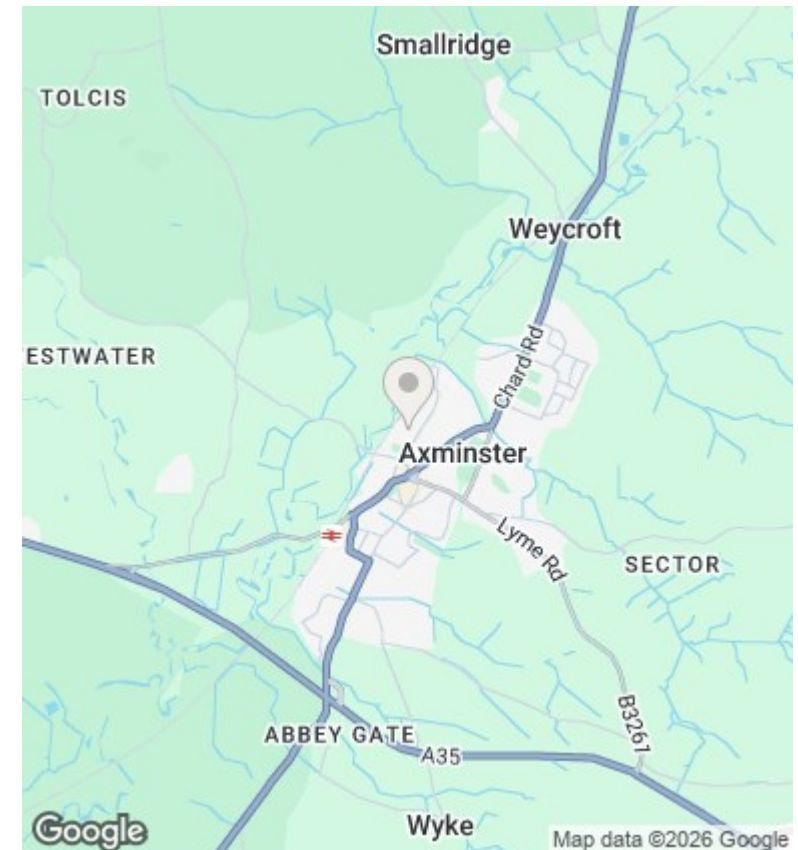 Smallridge
TOLCIS
Weycroft
ESTWATER
Chard Rd
Axminster
Lyme Rd
SECTOR
B3261
ABBEY GATE
A35
Wyke
Google
Map data ©2026 Google